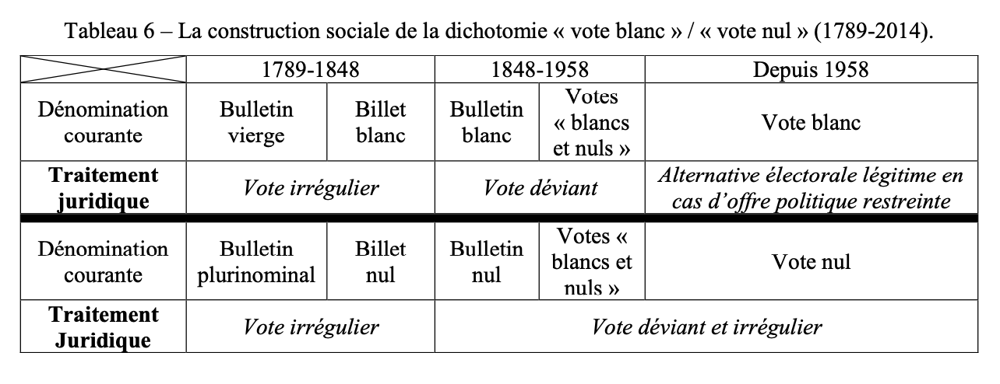 Tableau 6 – La construction sociale de la dichotomie « vote blanc » / « vote nul » (1789-2014).
1789-1848 1848-1958 Depuis 1958
Dénomination courante Bulletin vierge Billet blanc Bulletin blanc Votes « blancs et nuls » Vote blanc
Traitement juridique Vote irrégulier Vote déviant Alternative électorale légitime en cas d’offre politique restreinte
Dénomination courante Bulletin plurinominal Billet nul Bulletin nul Votes « blancs et nuls » Vote nul
Traitement Juridique Vote irrégulier Vote déviant et irrégulier